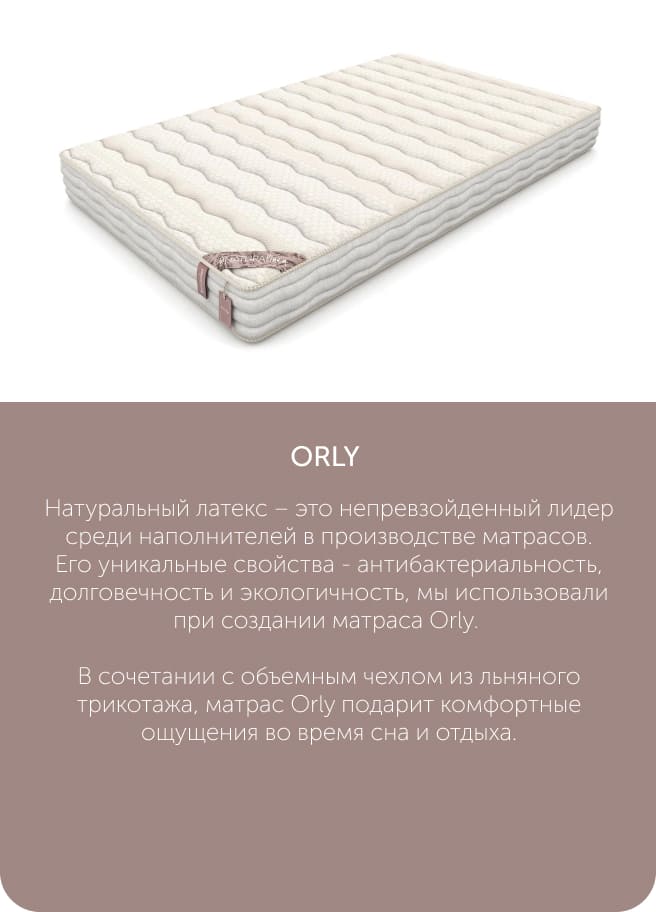 ORLY
Натуральный латекс – это непревзойденный лидер
среди наполнителей в производстве матрасов.
Его уникальные свойства - антибактериальность,
долговечность и экологичность, мы использовали
при создании матраса Orly.
В сочетании с объемным чехлом из льняного
трикотажа, матрас Orly подарит комфортные
ощущения во время сна и отдыха.